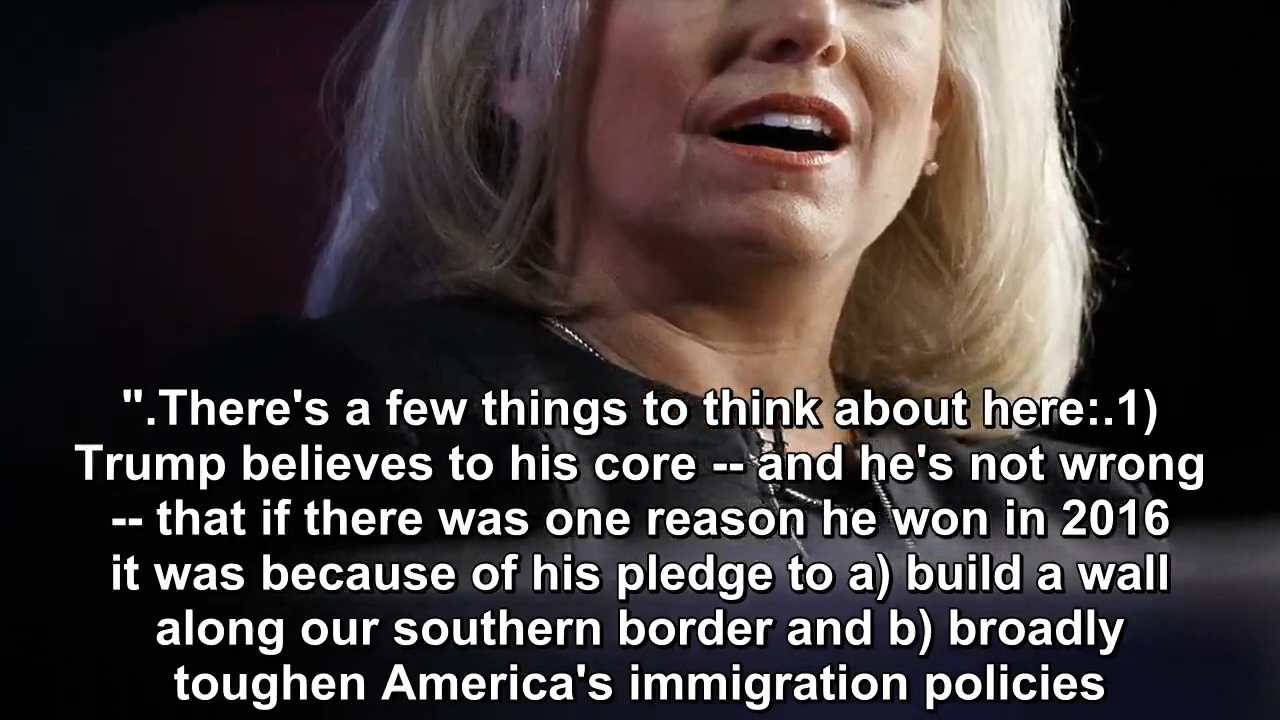 ".There's a few things to think about here:.1)
Trump believes to his core -- and he's not wrong
-- that if there was one reason he won in 2016
it was because of his pledge to a) build a wall
along our southern border and b) broadly
toughen America's immigration policies